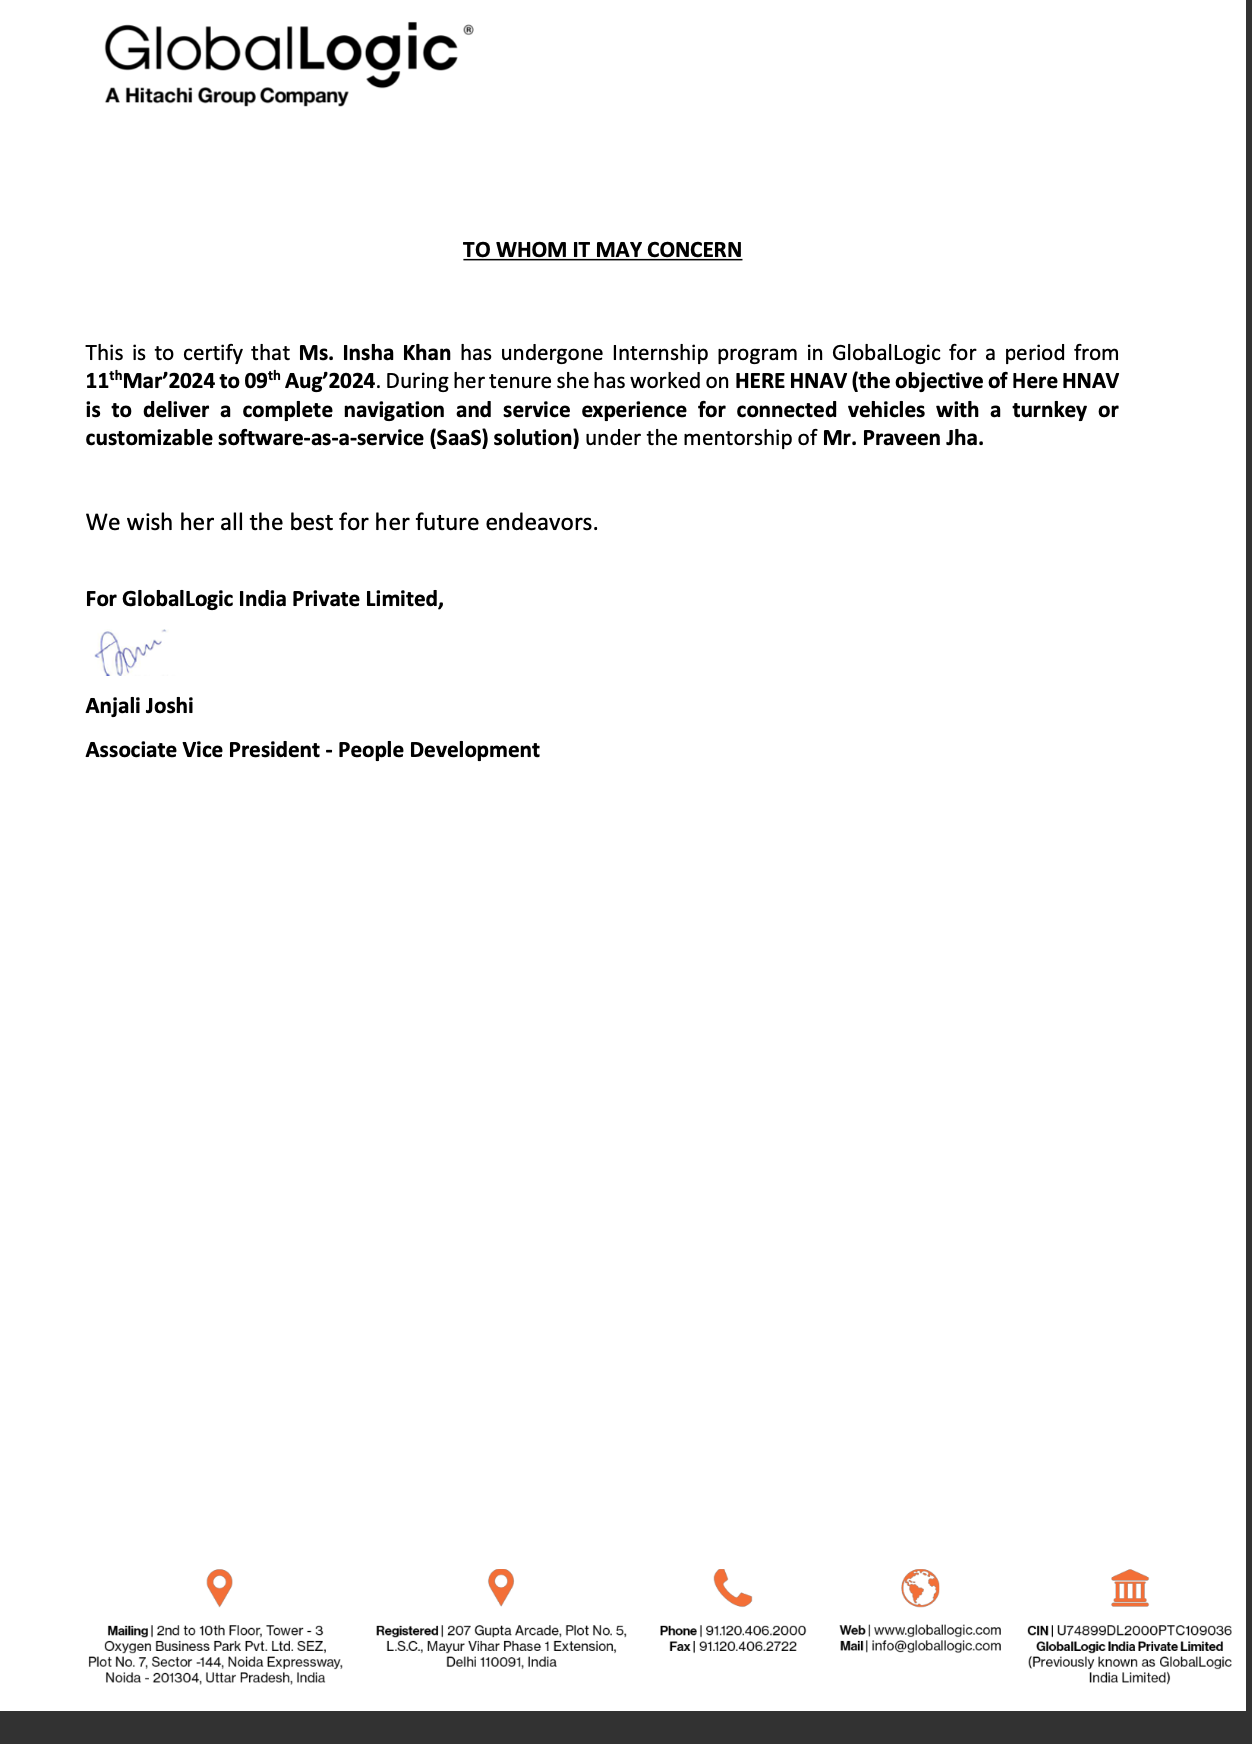 GlobalLogic®
A Hitachi Group Company
TO WHOM IT MAY CONCERN
This is to certify that Ms. Insha Khan has undergone Internship program in GlobalLogic for a period from
11thMar’2024 to 09th Aug’2024. During her tenure she has worked on HERE HNAV (the objective of Here HNAV
is to deliver a complete navigation and service experience for connected vehicles with a turnkey or
customizable software-as-a-service (SaaS) solution) under the mentorship of Mr. Praveen Jha.
We wish her all the best for her future endeavors.
For GlobalLogic India Private Limited,
Anjali Joshi
Associate Vice President - People Development
Mailing | 2nd to 10th Floor, Tower - 3
Oxygen Business Park Pvt. Ltd. SEZ,
Plot No. 7, Sector -144, Noida Expressway,
Noida - 201304, Uttar Pradesh, India
Registered | 207 Gupta Arcade, Plot No. 5,
L.S.C., Mayur Vihar Phase 1 Extension,
Delhi 110091, India
Phone | 91.120.406.2000
Fax | 91.120.406.2722
Web | www.globallogic.com
Mail | info@globallogic.com
CIN | U74899DL2000PTC109036
GlobalLogic India Private Limited
(Previously known as GlobalLogic
India Limited)